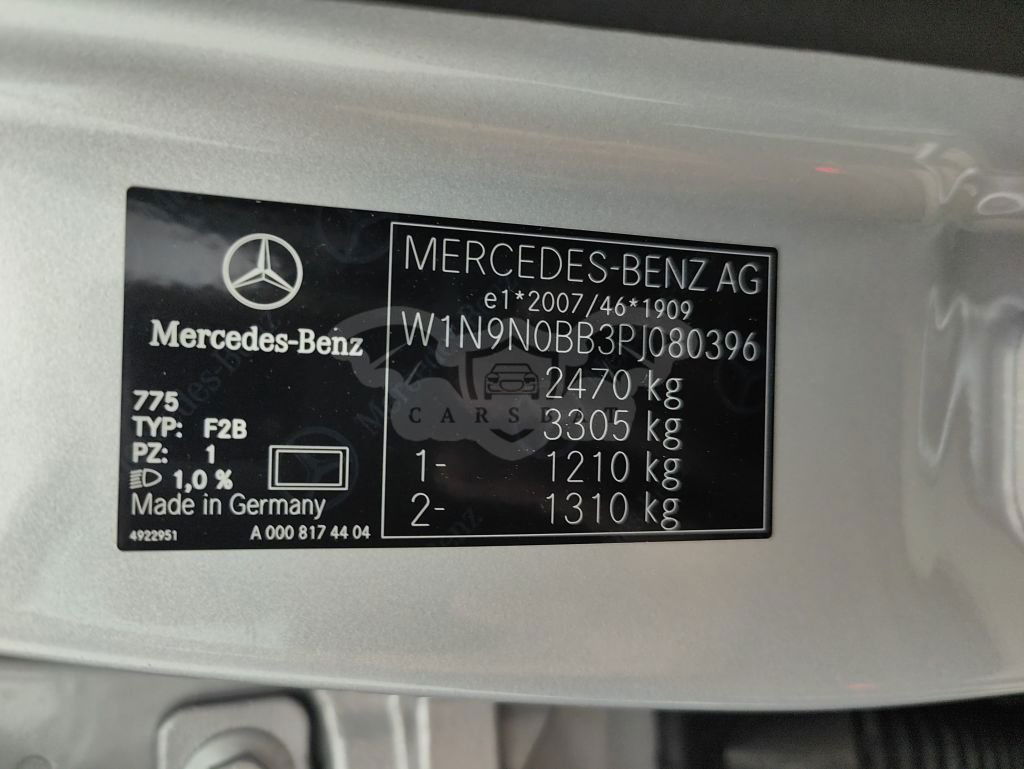 Mercedes-Benz
775
TYP: F2B
PZ: 1
1,0 %
Made in Germany
4922951
A 000 817 44 04
MERCEDES-BENZ AG
e1*2007/46*1909
W1N9N0BB3PJ080396
2470 kg
3305 kg
1- 1210 kg
2- 1310 kg